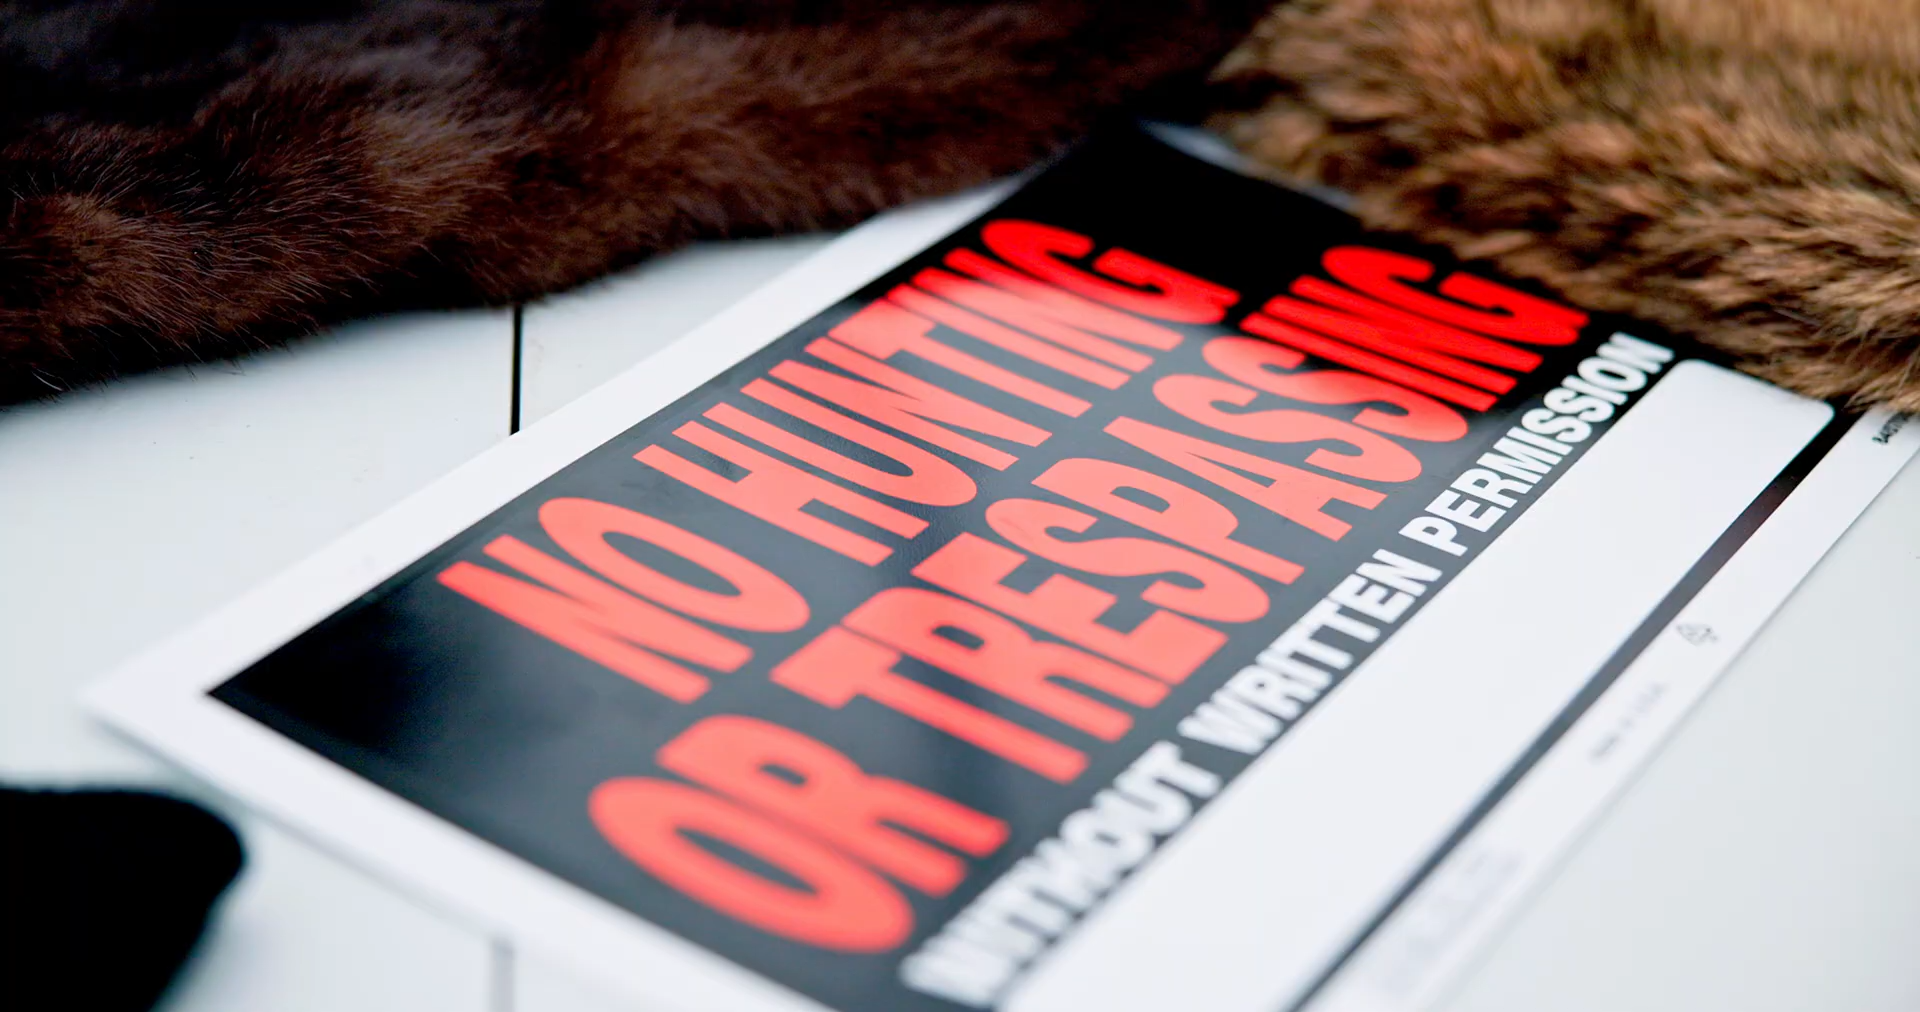 NO HUNTING
OR TRESPASSING
WITHOUT WRITTEN PERMISSION